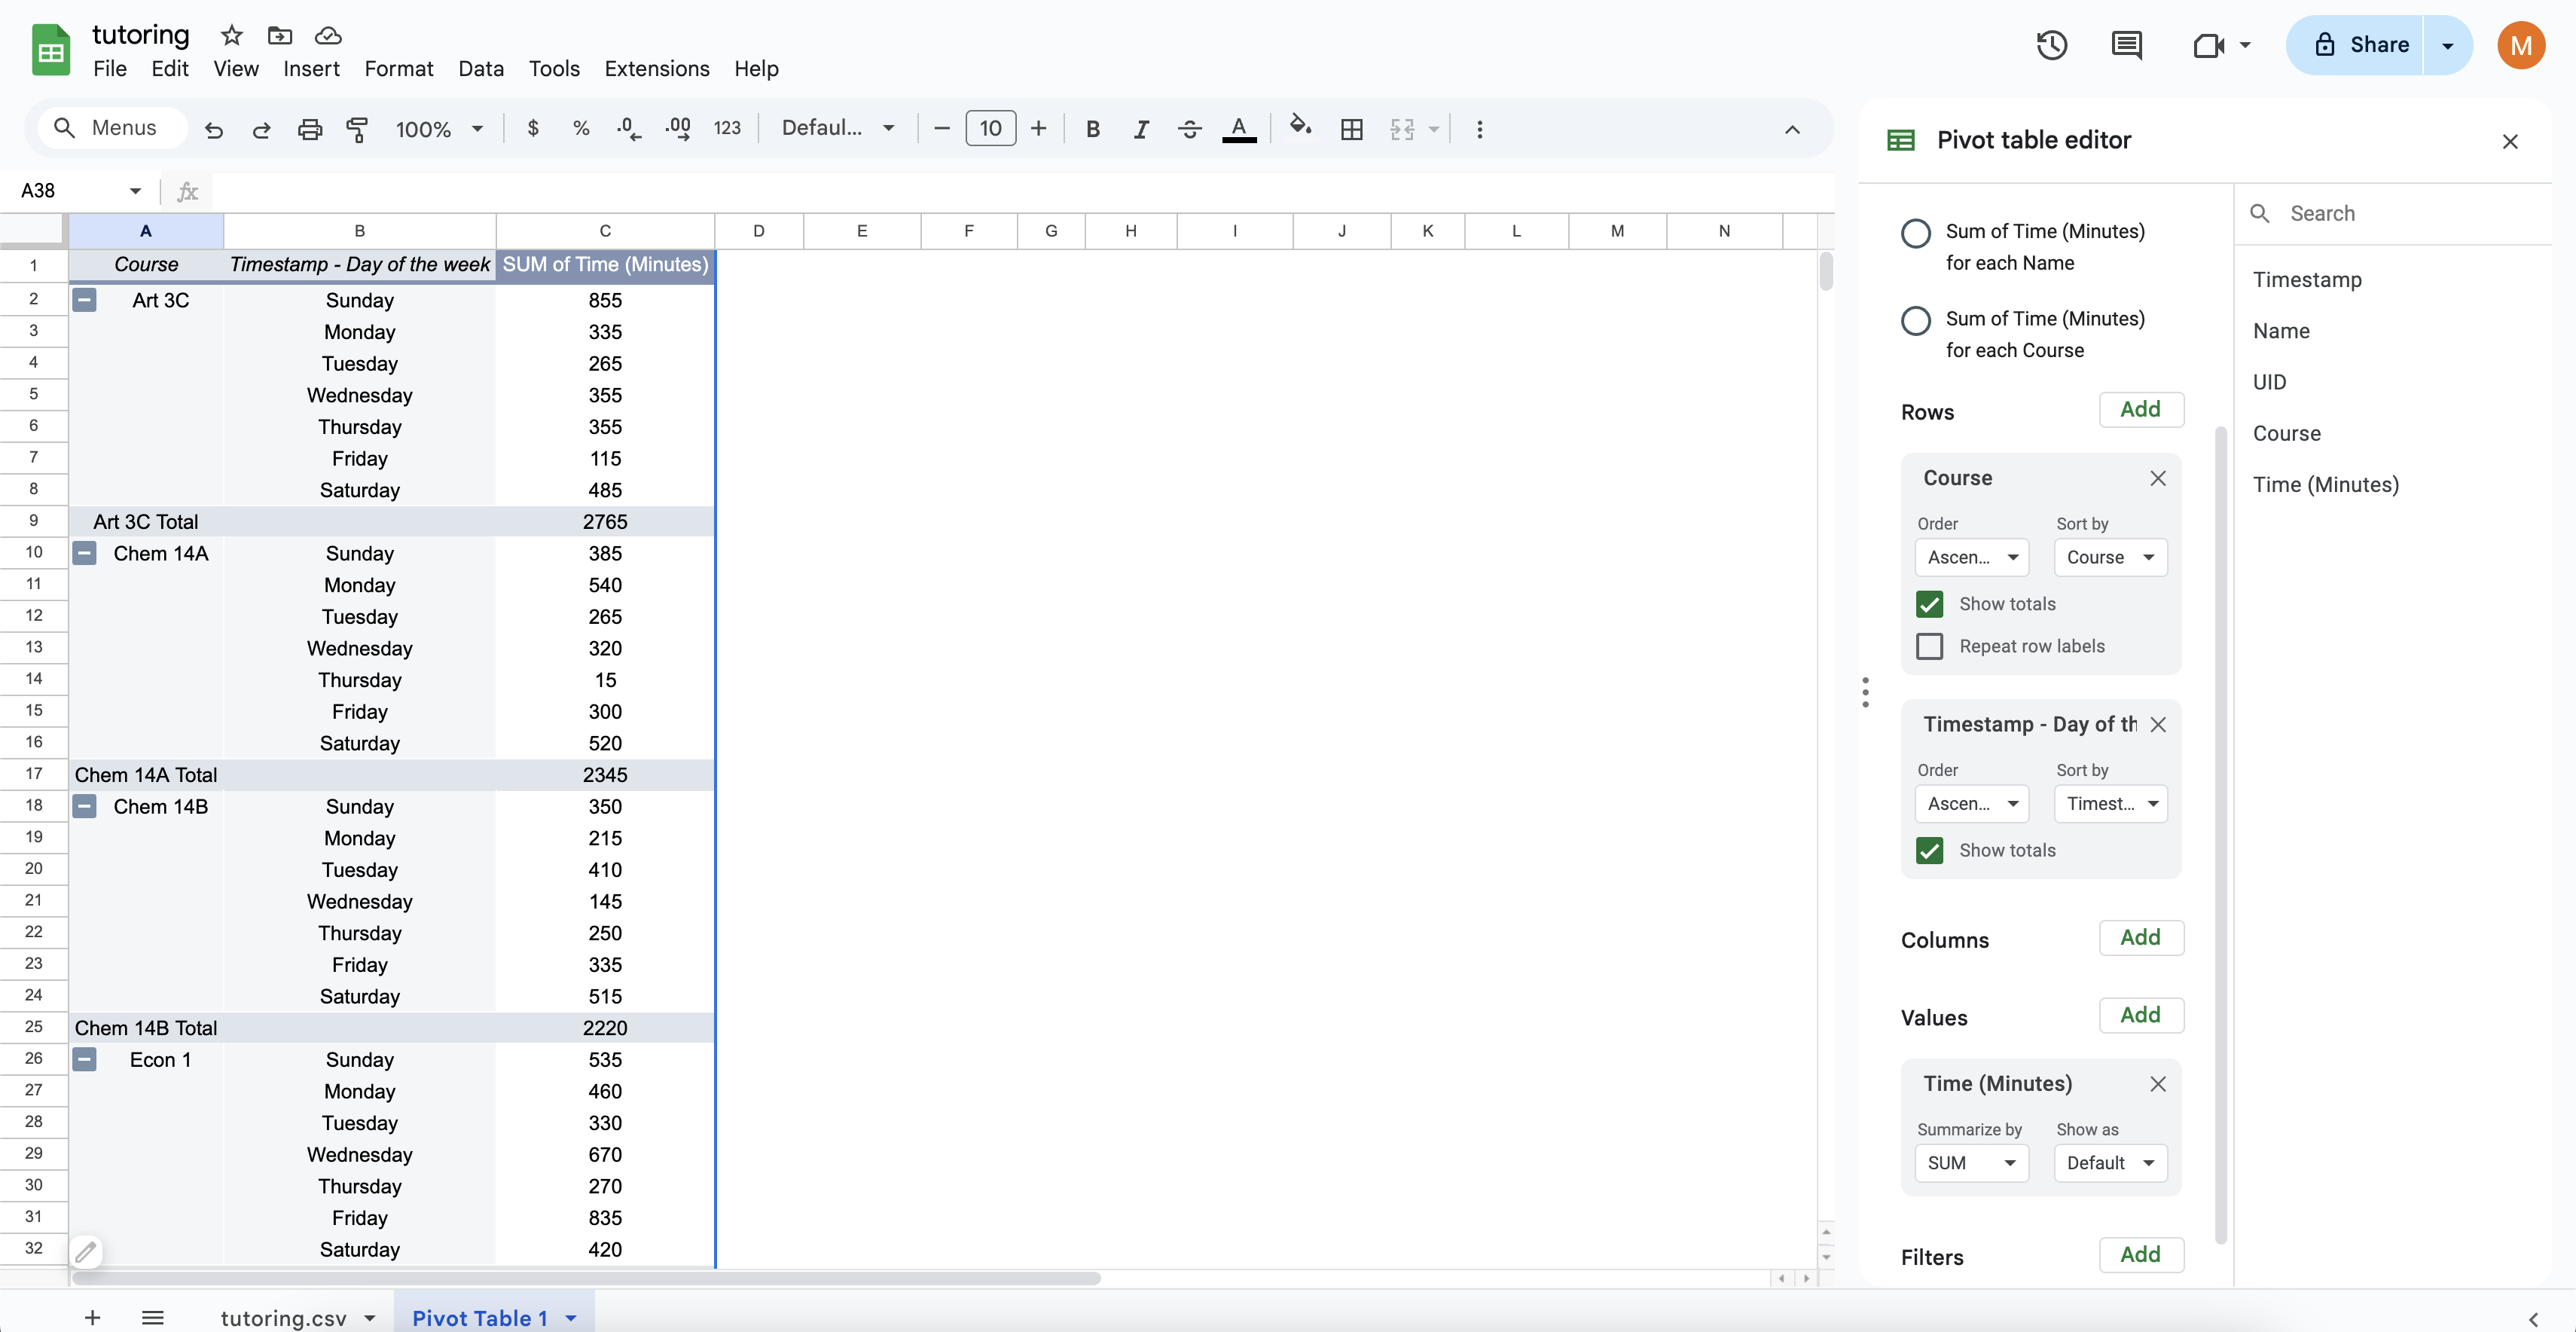 tutoring
File Edit View Insert Format Data Tools Extensions Help
Share
M
Menus
100%
$ % .0 .00 123
Defaul...
10
B I S A
A38
fx
A B C D E F G H I J K L M N
1 Course Timestamp - Day of the week SUM of Time (Minutes)
2 Art 3C Sunday 855
3 Monday 335
4 Tuesday 265
5 Wednesday 355
6 Thursday 355
7 Friday 115
8 Saturday 485
9 Art 3C Total 2765
10 Chem 14A Sunday 385
11 Monday 540
12 Tuesday 265
13 Wednesday 320
14 Thursday 15
15 Friday 300
16 Saturday 520
17 Chem 14A Total 2345
18 Chem 14B Sunday 350
19 Monday 215
20 Tuesday 410
21 Wednesday 145
22 Thursday 250
23 Friday 335
24 Saturday 515
25 Chem 14B Total 2220
26 Econ 1 Sunday 535
27 Monday 460
28 Tuesday 330
29 Wednesday 670
30 Thursday 270
31 Friday 835
32 Saturday 420
tutoring.csv Pivot Table 1
Pivot table editor
Sum of Time (Minutes)
for each Name
Sum of Time (Minutes)
for each Course
Rows Add
Course
Order Sort by
Ascen... Course
Show totals
Repeat row labels
Timestamp - Day of th
Order Sort by
Ascen... Timest...
Show totals
Columns Add
Values Add
Time (Minutes)
Summarize by Show as
SUM Default
Filters Add
Search
Timestamp
Name
UID
Course
Time (Minutes)